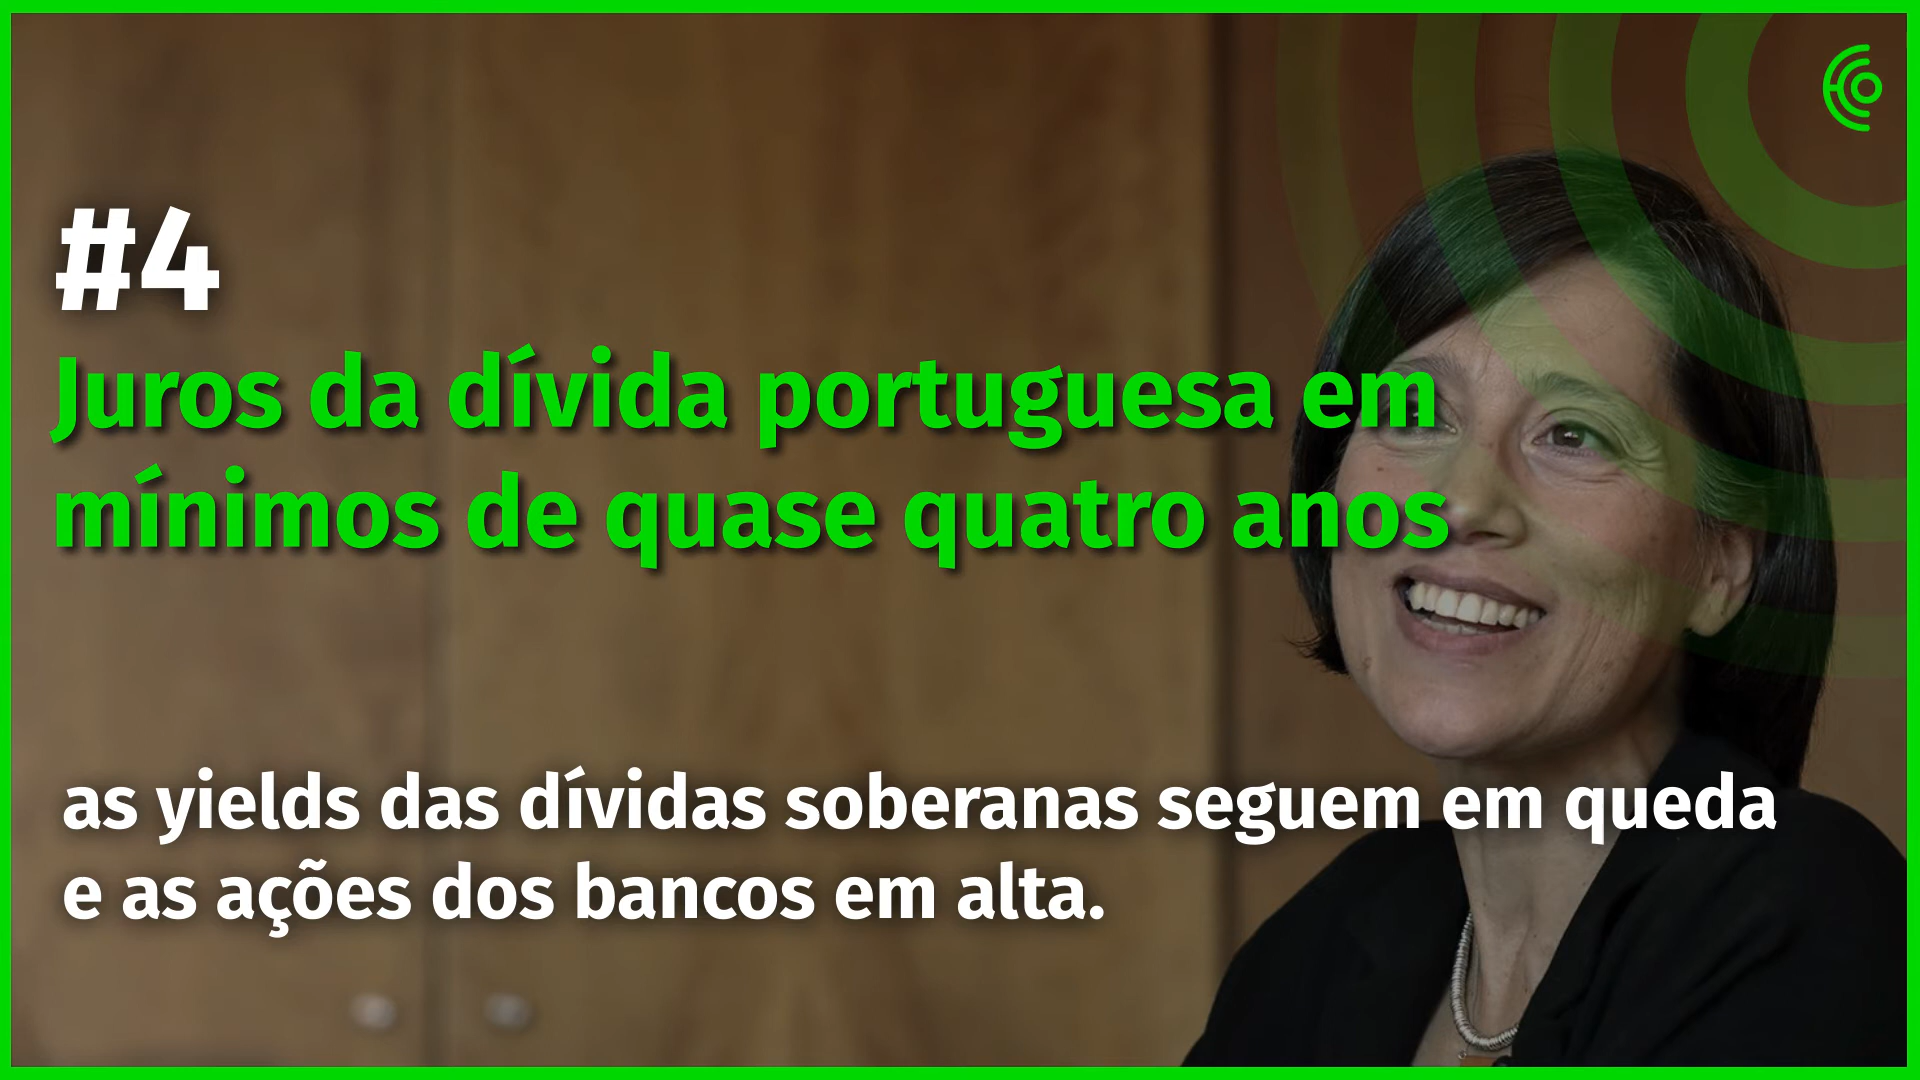 #4
Juros da dívida portuguesa em
mínimos de quase quatro anos
as yields das dívidas soberanas seguem em queda
e as ações dos bancos em alta.